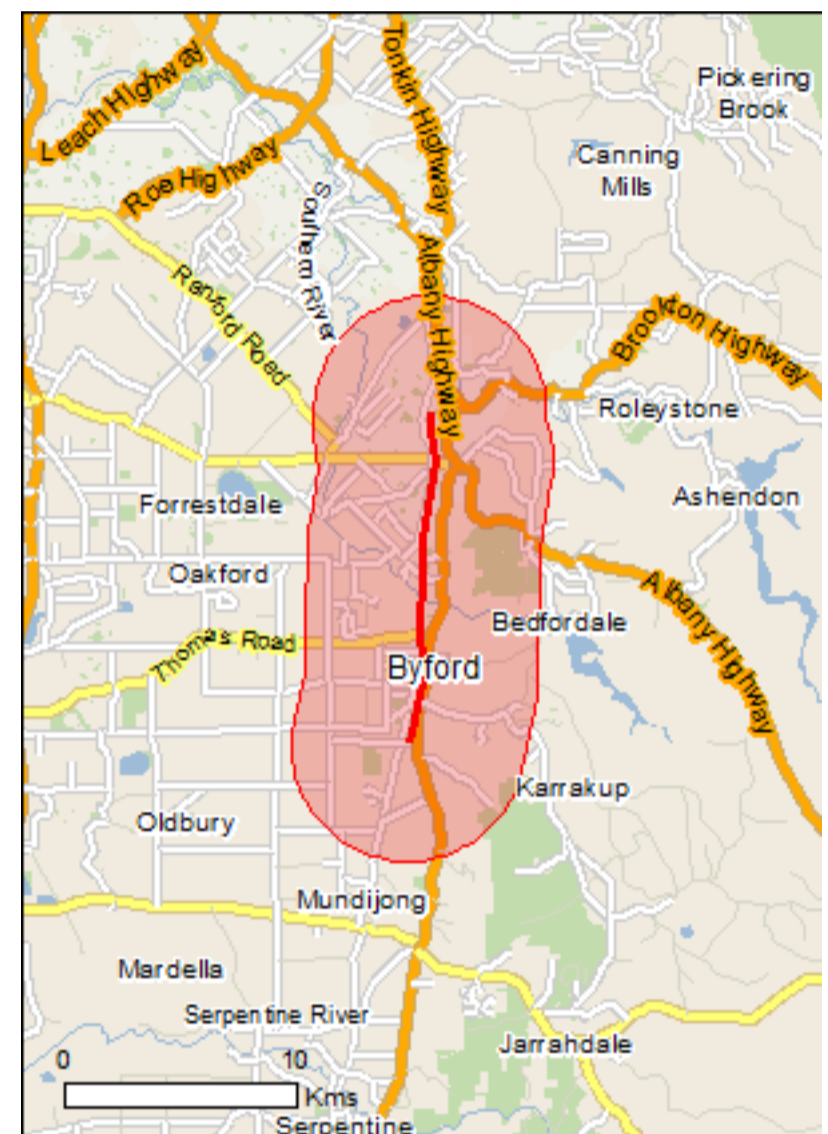 Tonkin Highway
Leach Highway
Pickering
Brook
Roe Highway
Canning
Mills
Southern River
Ranford Road
Albany Highway
Brookton Highway
Roleystone
Forrestdale
Ashendon
Oakford
Albany Highway
Bedfordale
Thomas Road
Byford
Karrakup
Oldbury
Mundijong
Mardella
Serpentine River
Jarrahdale
0 10
Kms
Serpentine